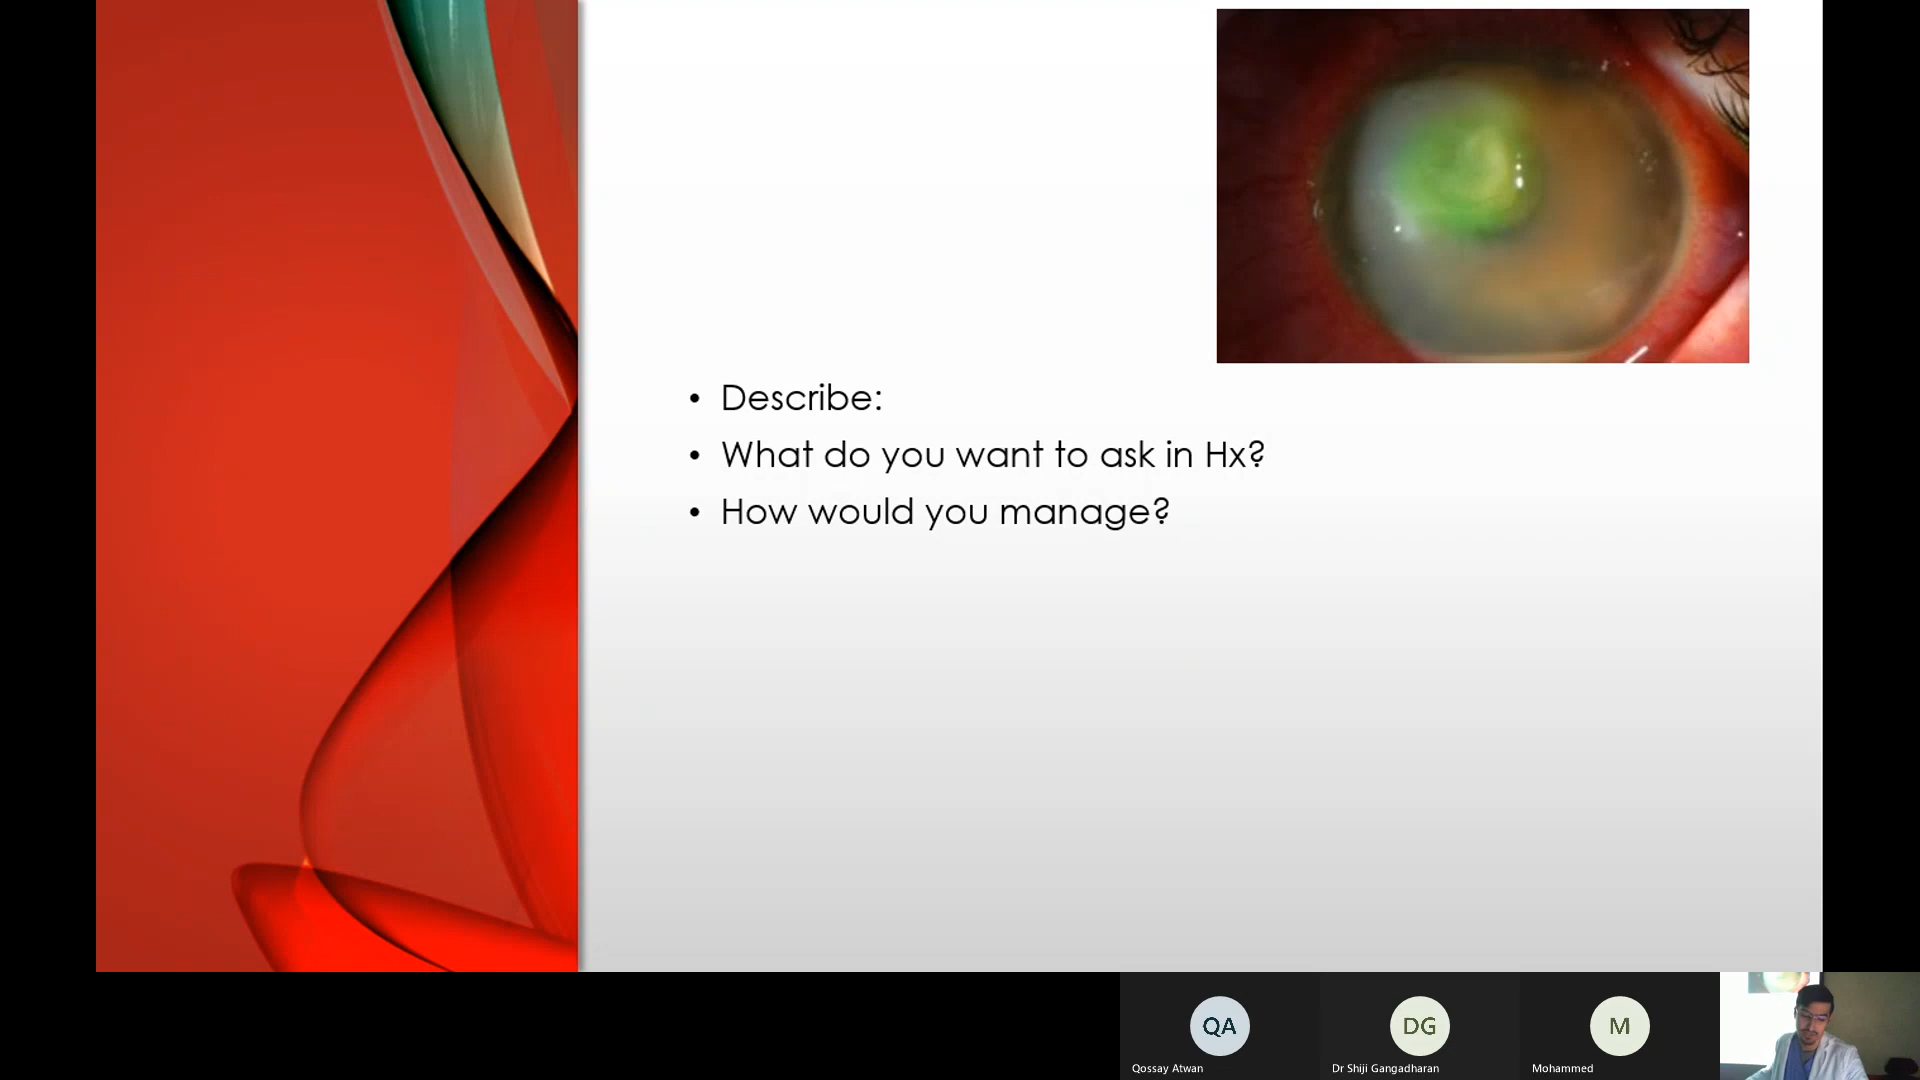 • Describe:
• What do you want to ask in Hx?
• How would you manage?
QA
DG
M
Qossay Atwan
Dr Shiji Gangadharan
Mohammed